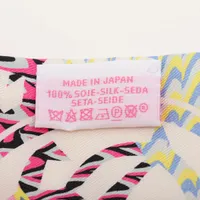 MADE IN JAPAN
100% SOIE-SILK-SEDA
SETA-SEIDE